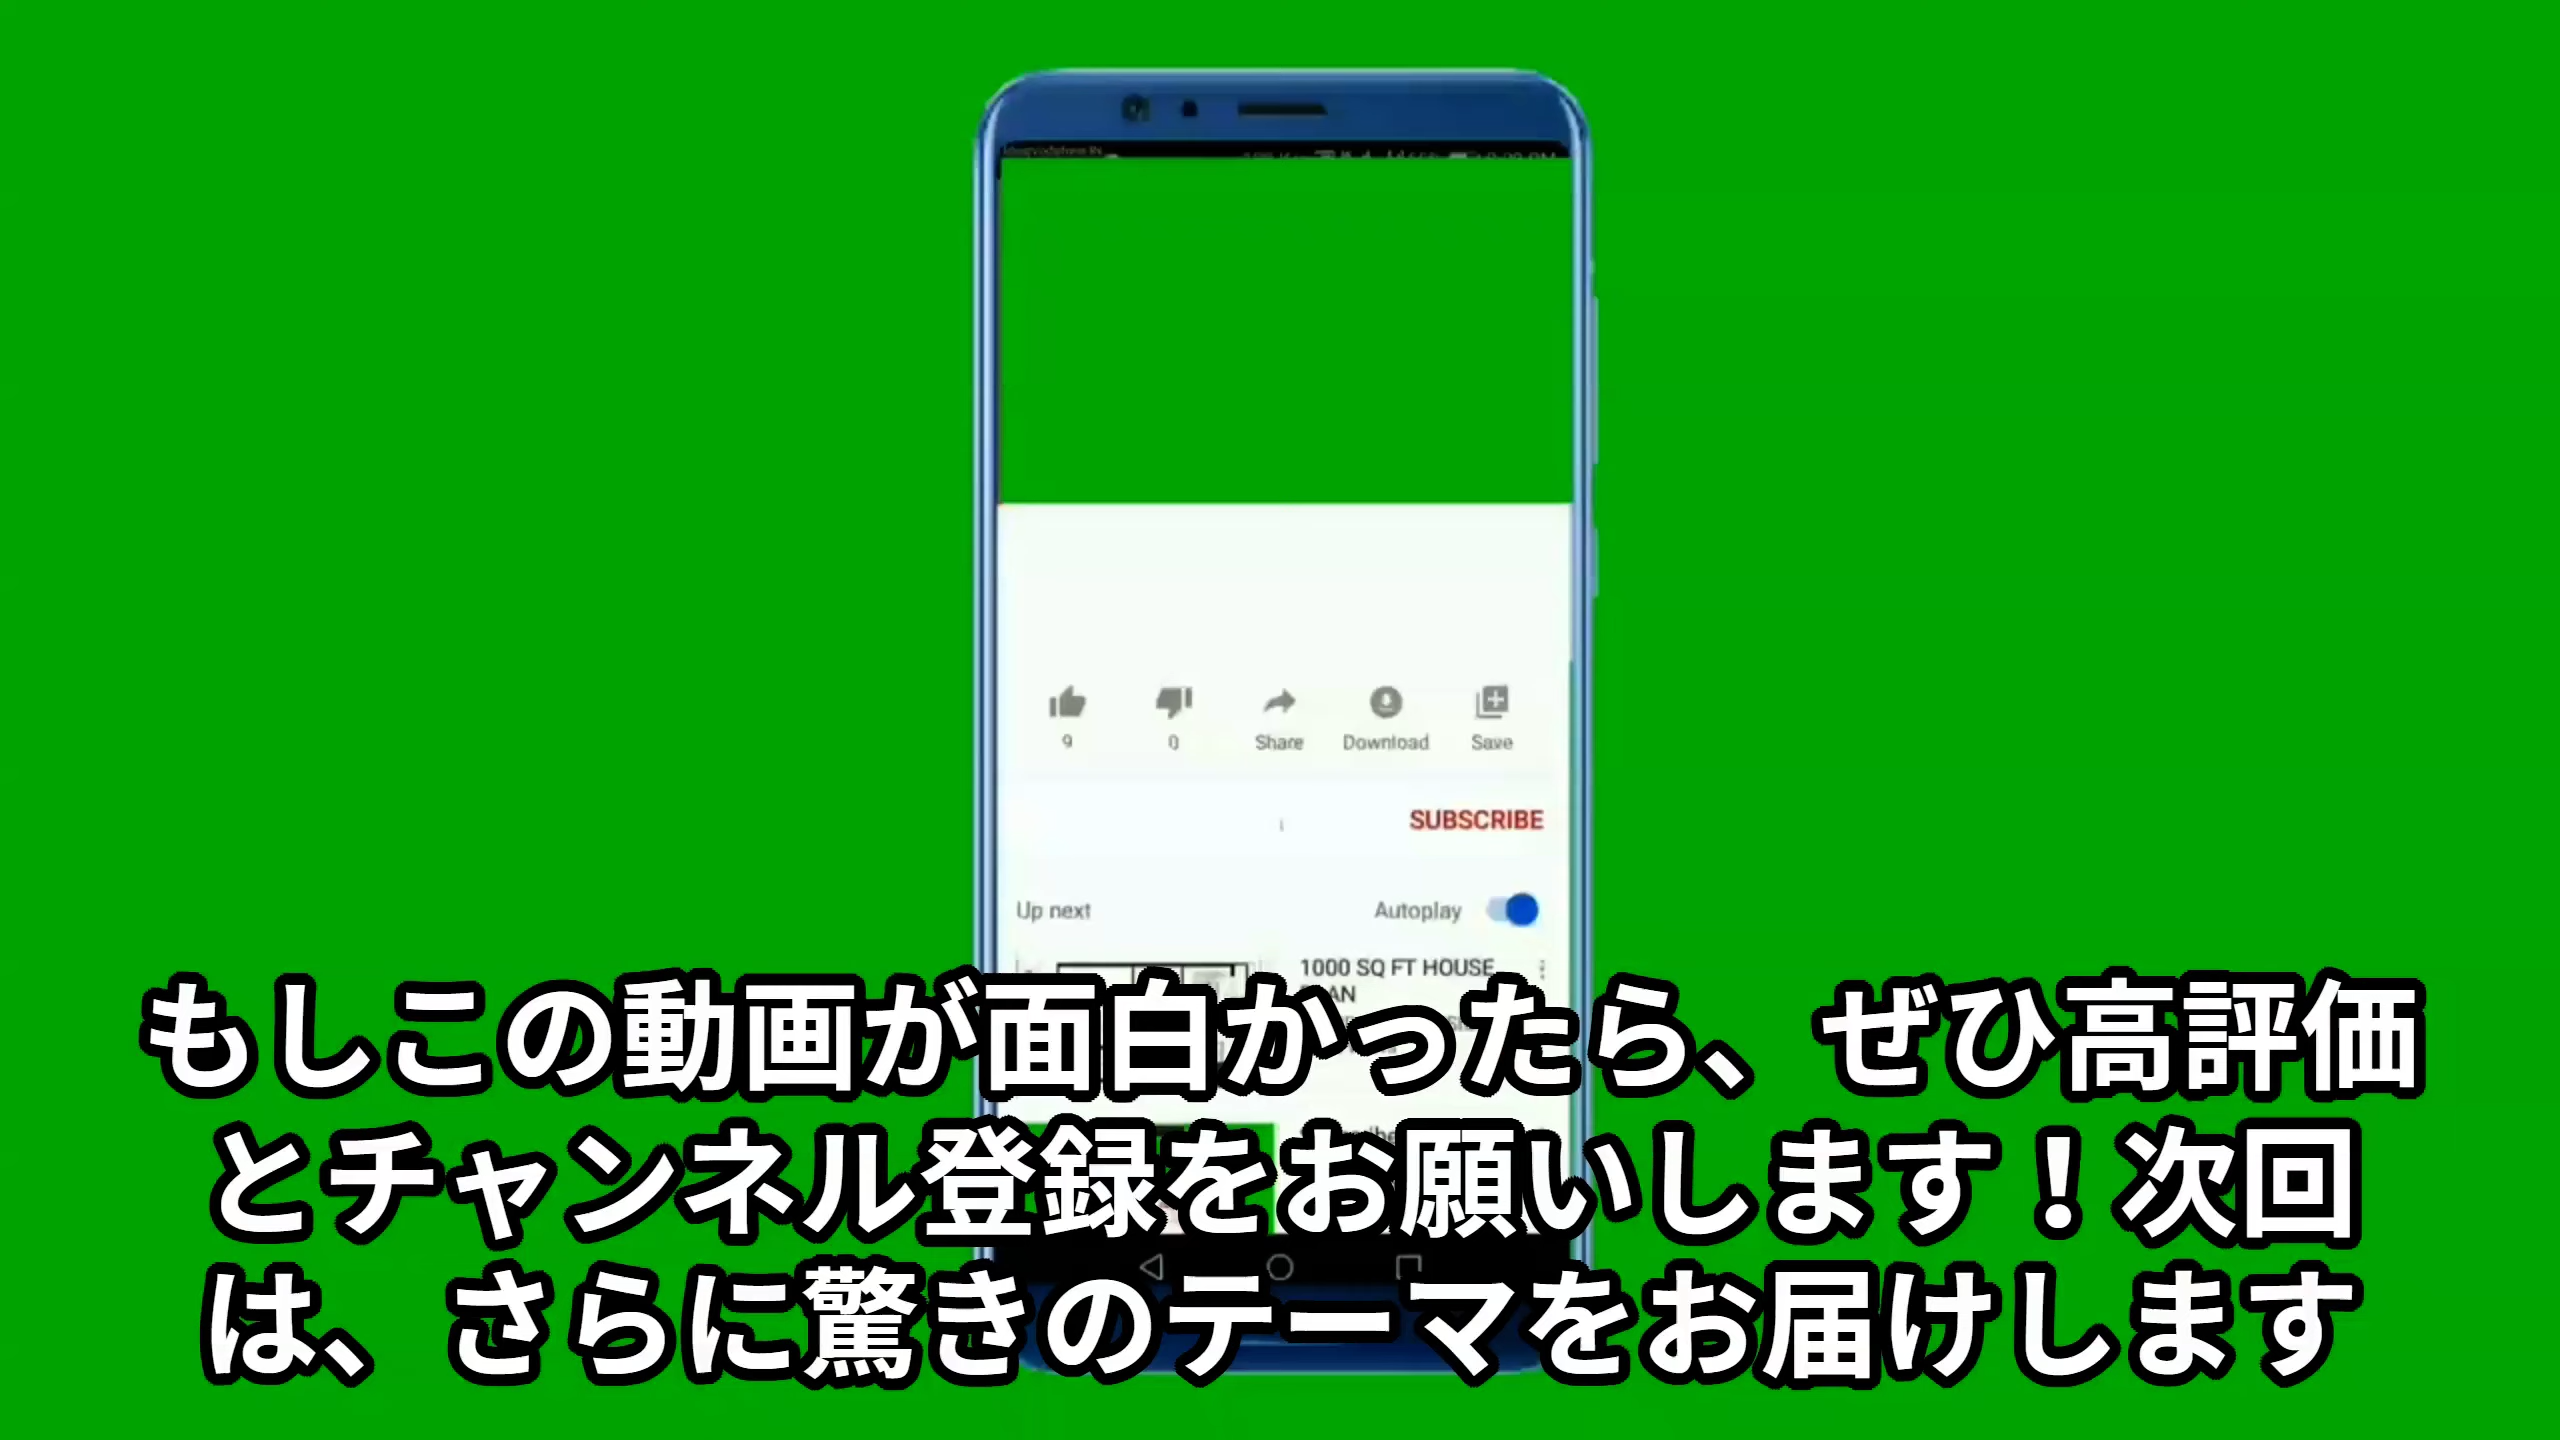 9
0
Share
Download
Save
SUBSCRIBE
Up next
Autoplay
1000 SQ FT HOUSE
もしこの動画が面白かったら、ぜひ高評価
とチャンネル登録をお願いします！次回
は、さらに驚きのテーマをお届けします